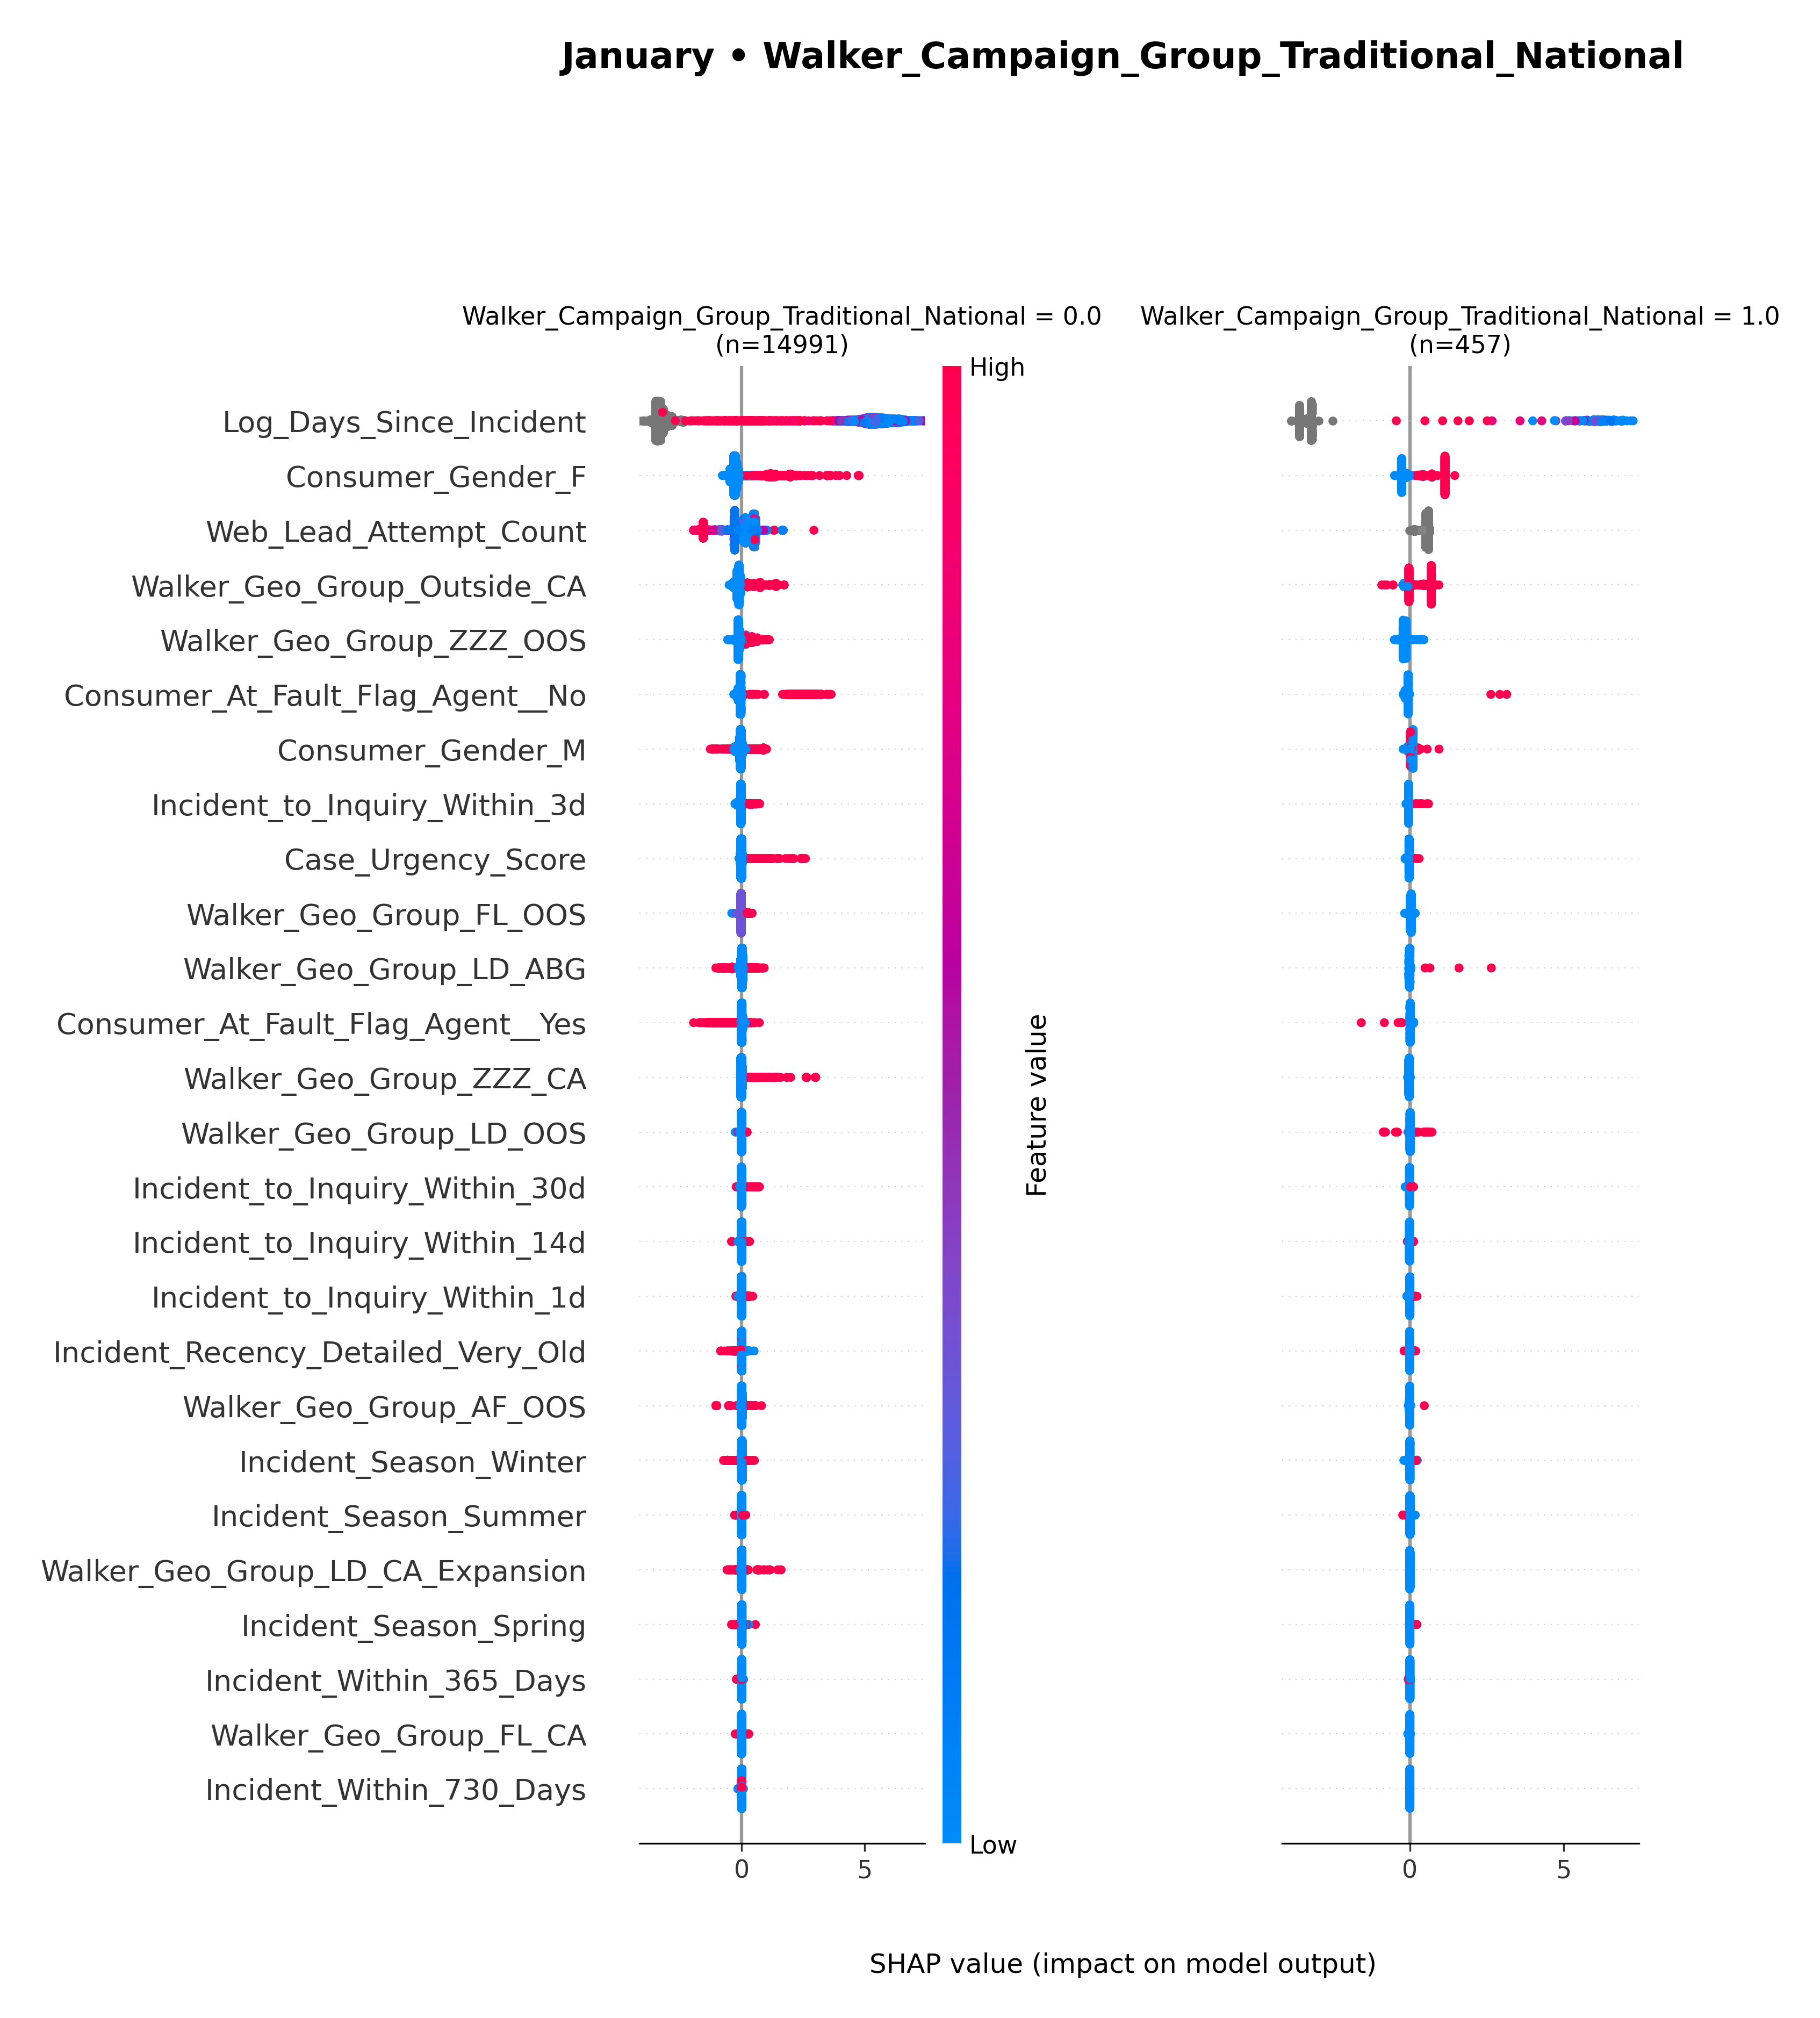 January • Walker_Campaign_Group_Traditional_National
Walker_Campaign_Group_Traditional_National = 0.0
(n=14991)
Walker_Campaign_Group_Traditional_National = 1.0
(n=457)
High
Log_Days_Since_Incident
Consumer_Gender_F
Web_Lead_Attempt_Count
Walker_Geo_Group_Outside_CA
Walker_Geo_Group_ZZZ_OOS
Consumer_At_Fault_Flag_Agent__No
Consumer_Gender_M
Incident_to_Inquiry_Within_3d
Case_Urgency_Score
Walker_Geo_Group_FL_OOS
Walker_Geo_Group_LD_ABG
Consumer_At_Fault_Flag_Agent__Yes
Walker_Geo_Group_ZZZ_CA
Walker_Geo_Group_LD_OOS
Incident_to_Inquiry_Within_30d
Incident_to_Inquiry_Within_14d
Incident_to_Inquiry_Within_1d
Incident_Recency_Detailed_Very_Old
Walker_Geo_Group_AF_OOS
Incident_Season_Winter
Incident_Season_Summer
Walker_Geo_Group_LD_CA_Expansion
Incident_Season_Spring
Incident_Within_365_Days
Walker_Geo_Group_FL_CA
Incident_Within_730_Days
Feature value
Low
0 5
0 5
SHAP value (impact on model output)